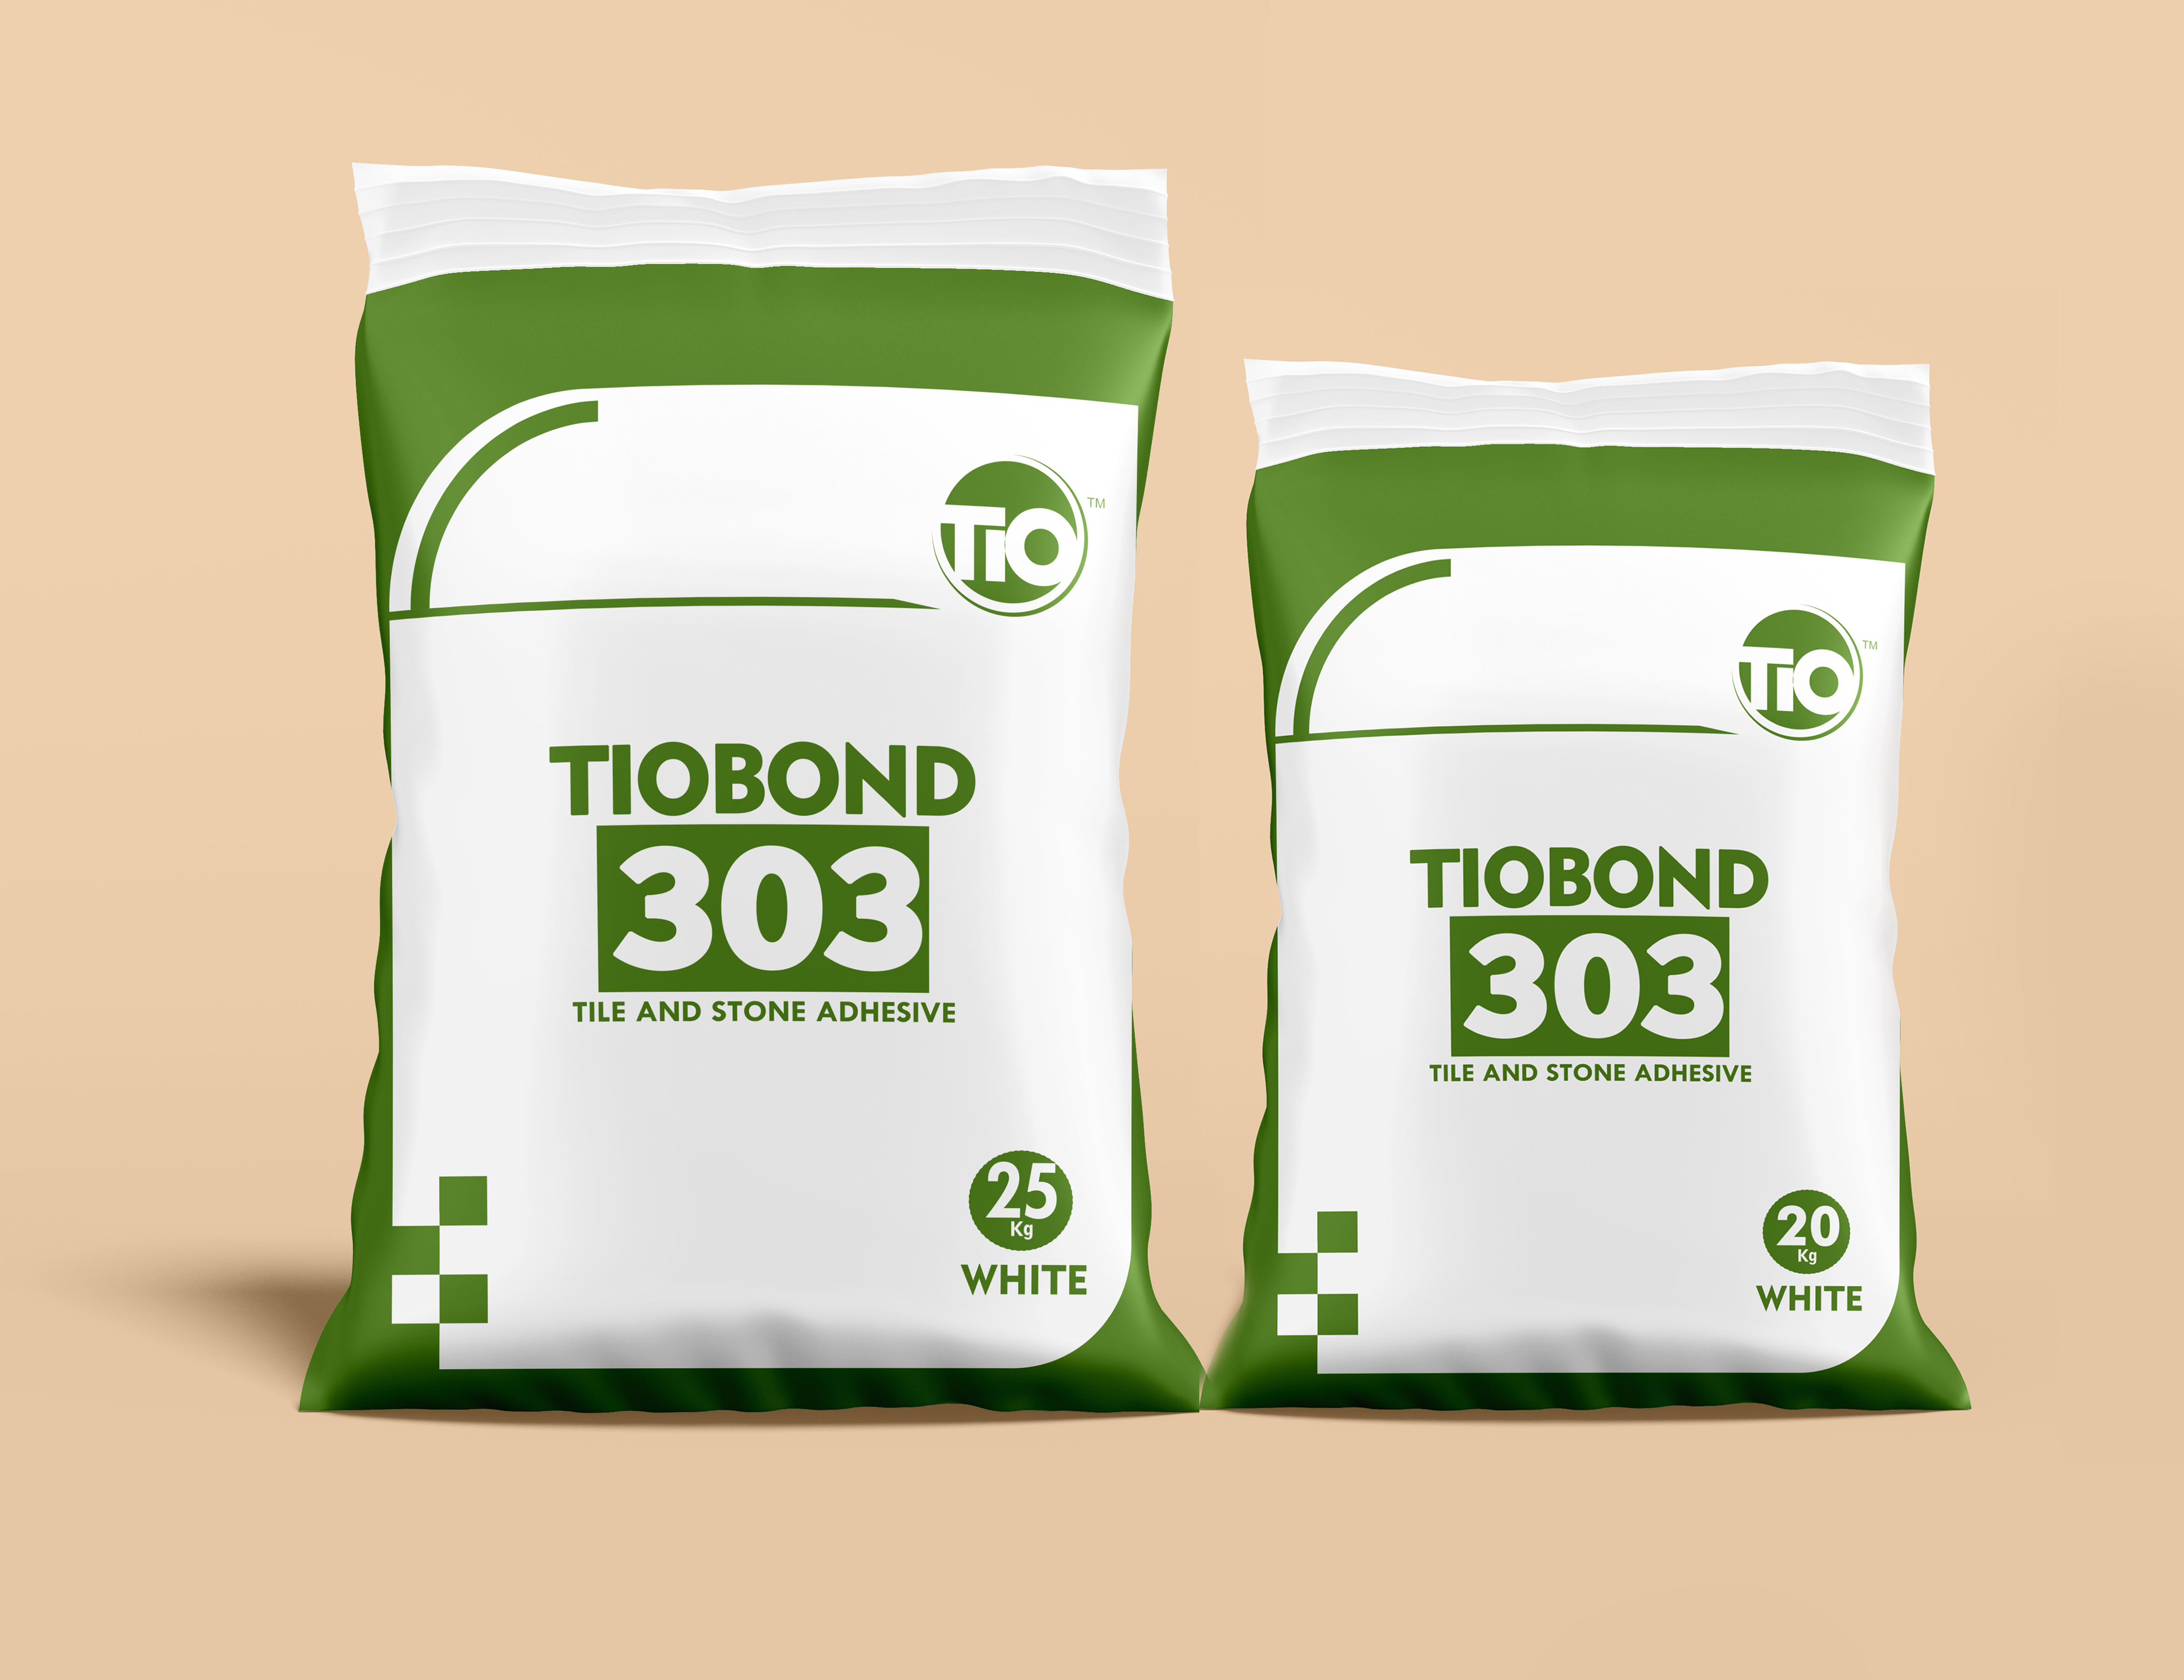 TIO
TM
TIOBOND
303
TILE AND STONE ADHESIVE
25
Kg
WHITE
TIO
TM
TIOBOND
303
TILE AND STONE ADHESIVE
20
Kg
WHITE